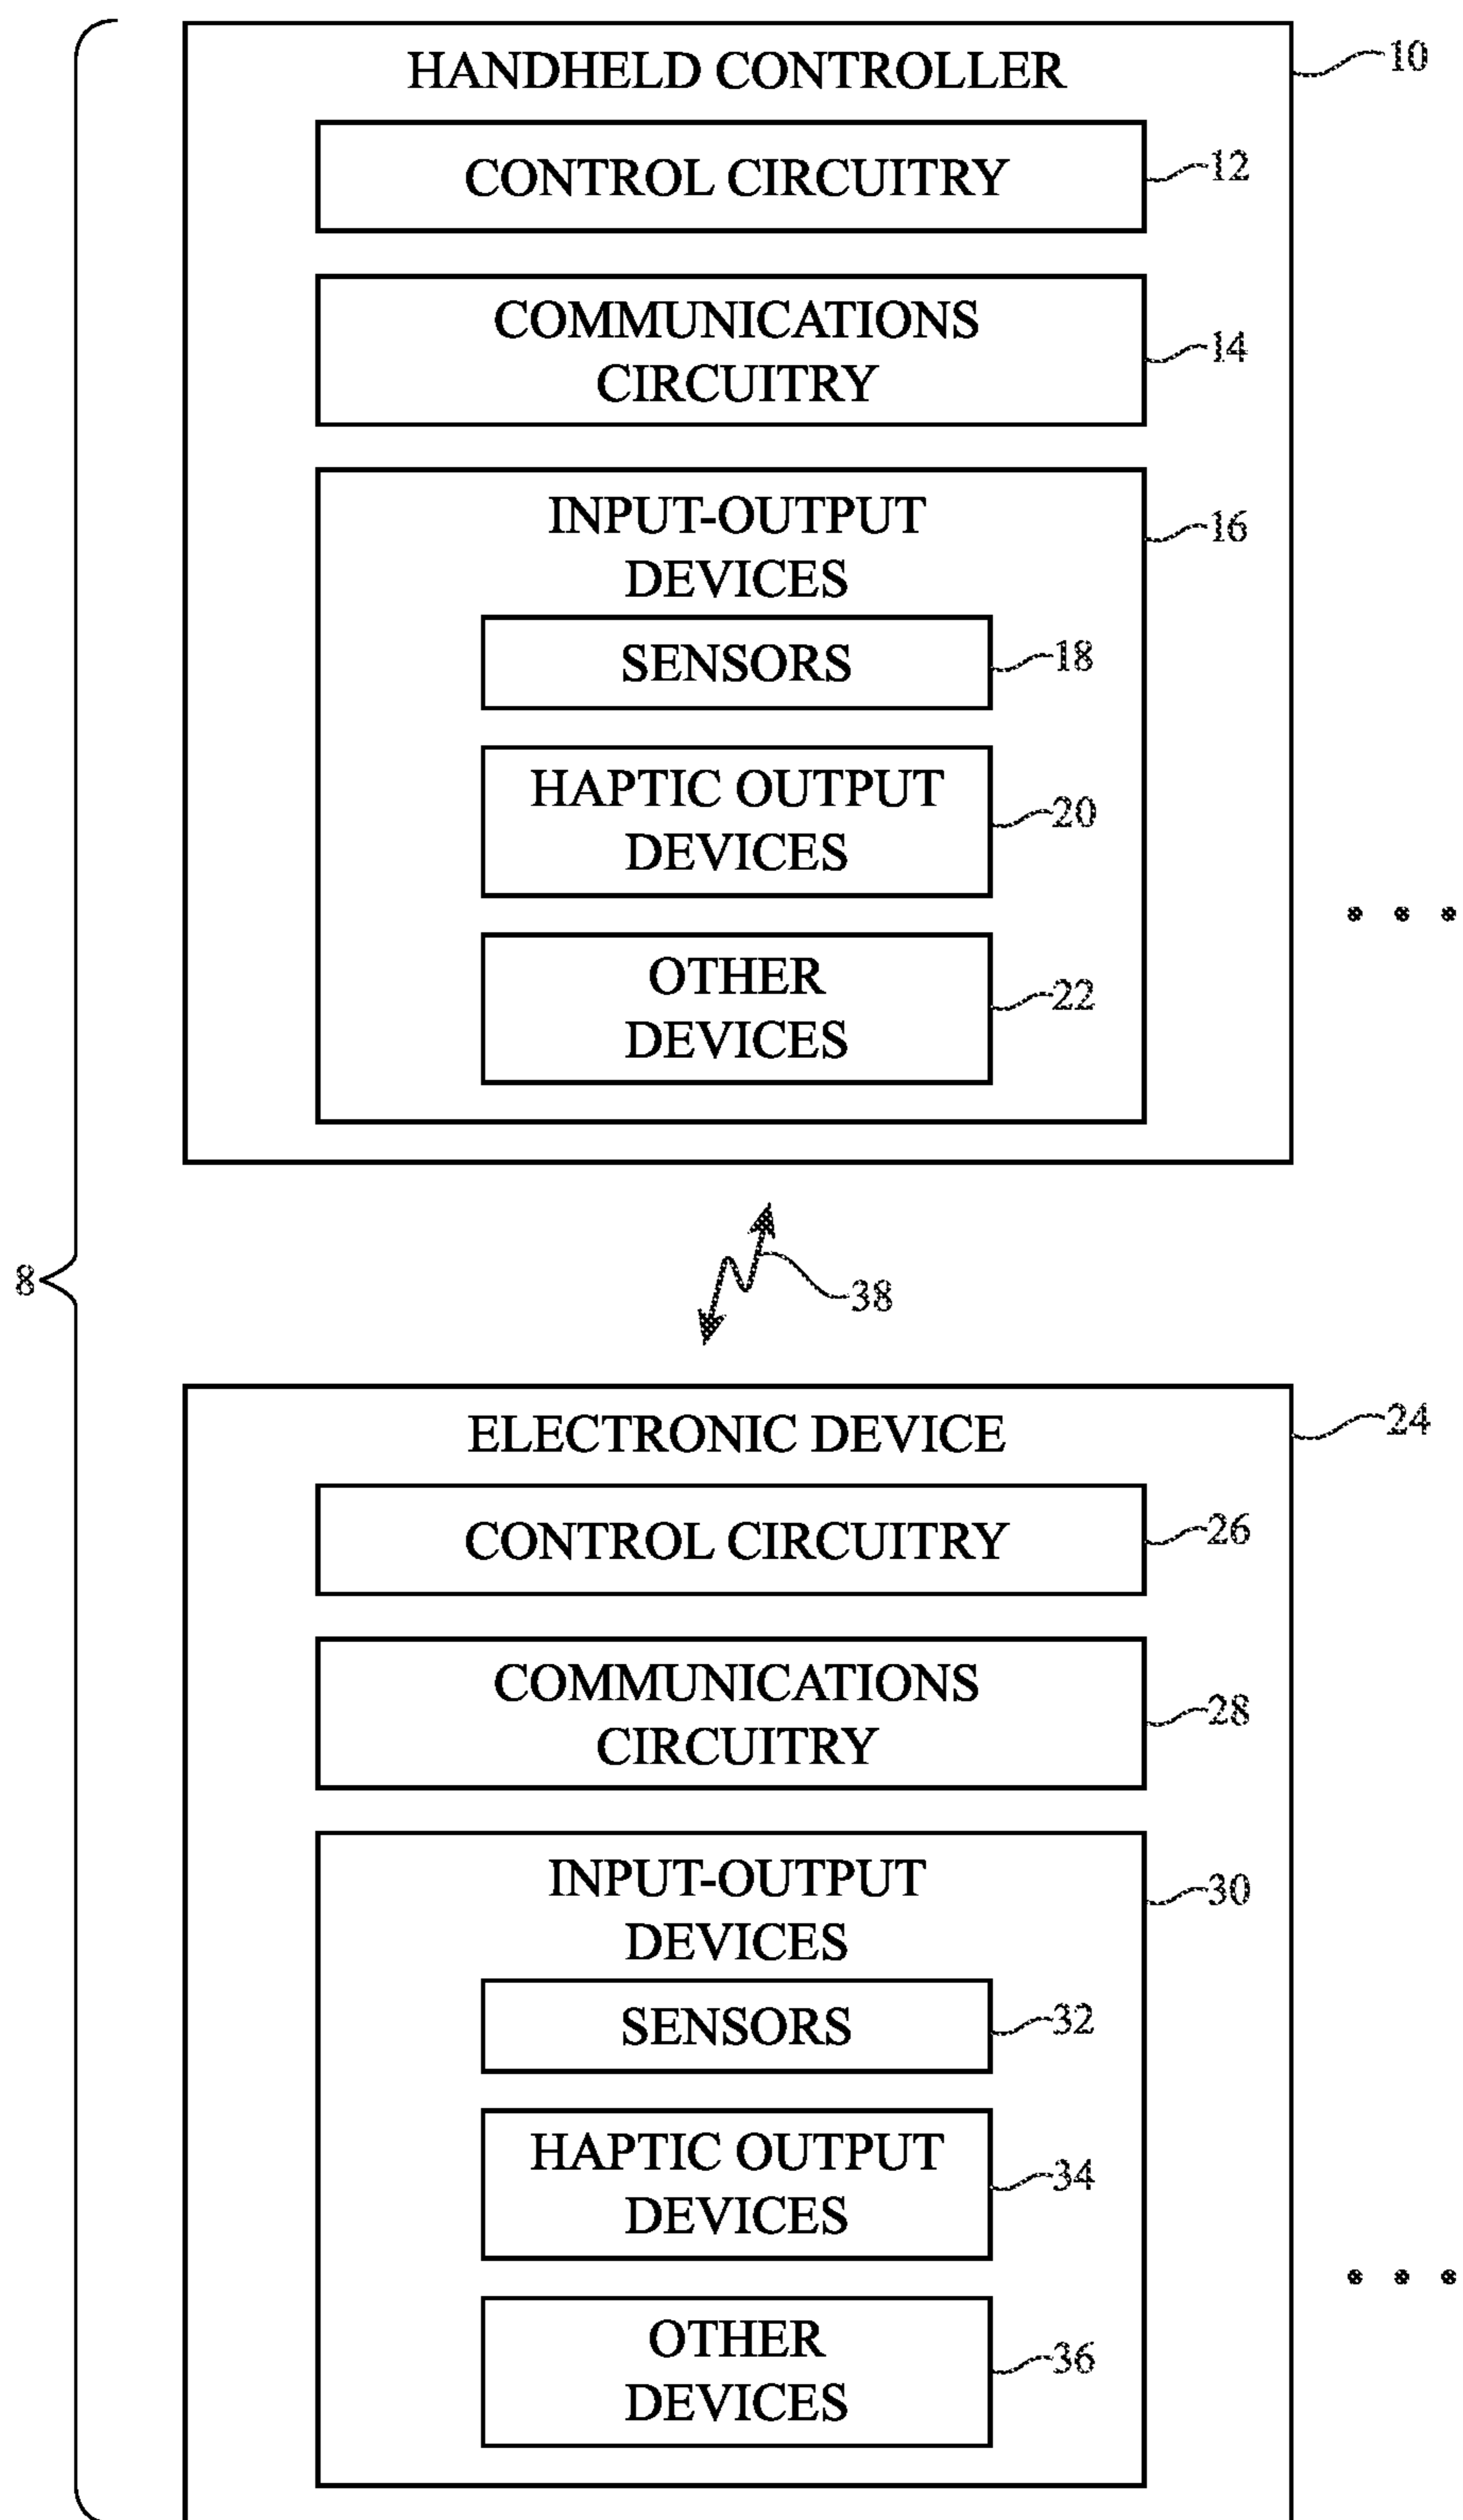 HANDHELD CONTROLLER
10
CONTROL CIRCUITRY
12
COMMUNICATIONS
CIRCUITRY
14
INPUT-OUTPUT
DEVICES
16
SENSORS
18
HAPTIC OUTPUT
DEVICES
20
OTHER
DEVICES
22
8
38
ELECTRONIC DEVICE
24
CONTROL CIRCUITRY
26
COMMUNICATIONS
CIRCUITRY
28
INPUT-OUTPUT
DEVICES
30
SENSORS
32
HAPTIC OUTPUT
DEVICES
34
OTHER
DEVICES
36